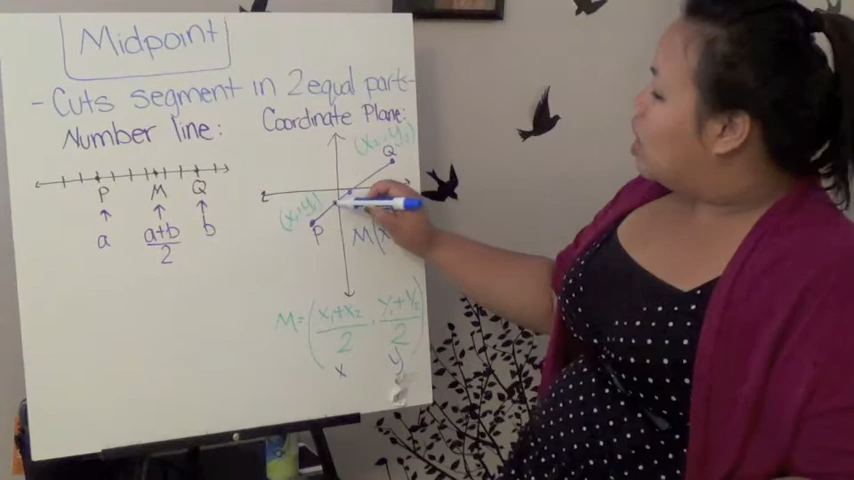 Midpoint
- Cuts segment in 2 equal parts
Number line:
P M Q
a a+b/2 b
Coordinate Plane:
(x₂, y₂)
Q
(x₁, y₁)
P
M(x
M = (x₁+x₂/2, y₁+y₂/2)
x y